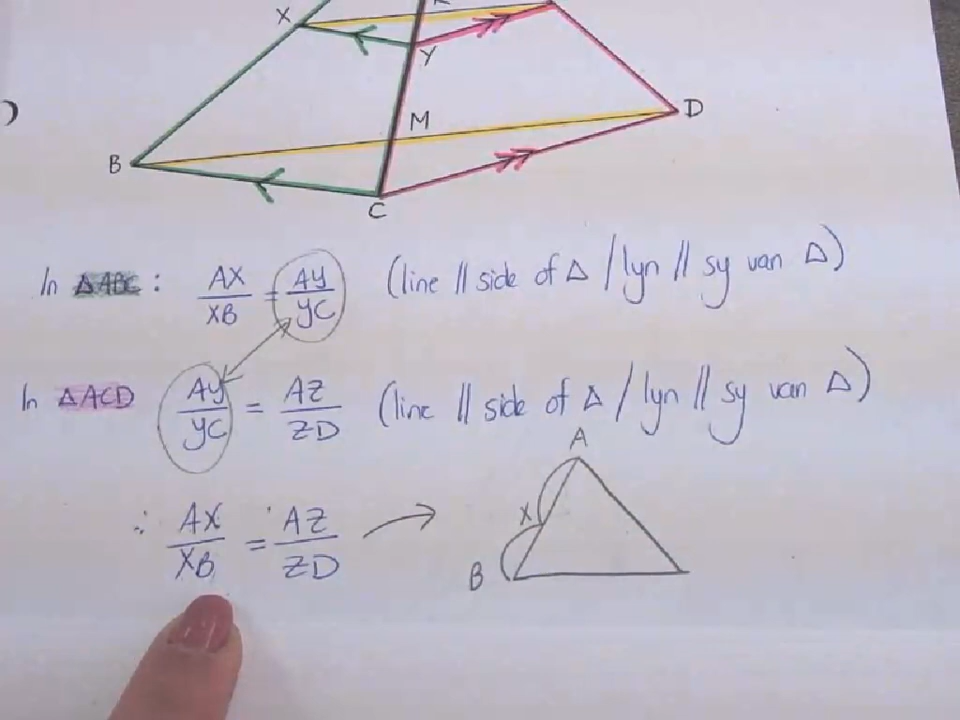 X
Y
)
M
D
B
C
In ΔABC : AX/XB = AY/YC (line // side of Δ / lyn // sy van Δ)
In ΔACD AY/YC = AZ/ZD (line // side of Δ / lyn // sy van Δ)
A
∴ AX/XB = AZ/ZD
X
B